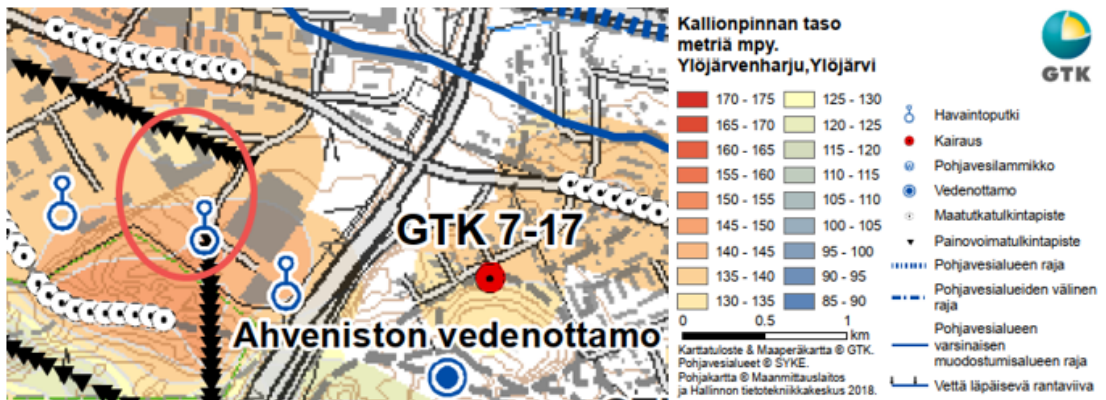 GTK 7-17
Ahveniston vedenottamo
Kallionpinnan taso
metriä mpy.
Ylöjärvenharju,Ylöjärvi
GTK
170 - 175
165 - 170
160 - 165
155 - 160
150 - 155
145 - 150
140 - 145
135 - 140
130 - 135
125 - 130
120 - 125
115 - 120
110 - 115
105 - 110
100 - 105
95 - 100
90 - 95
85 - 90
0 0.5 1
km
Karttatuloste & Maaperäkartta © GTK.
Pohjavesialueet © SYKE.
Pohjakartta © Maanmittauslaitos
ja Hallinnon tietotekniikkakeskus 2018.
Havaintoputki
Kairaus
Pohjavesilammikko
Vedenottamo
Maatutkatulkintapiste
Painovoimatulkintapiste
Pohjavesialueen raja
Pohjavesialueiden välinen
raja
Pohjavesialueen
varsinaisen
muodostumisalueen raja
Vettä läpäisevä rantaviiva